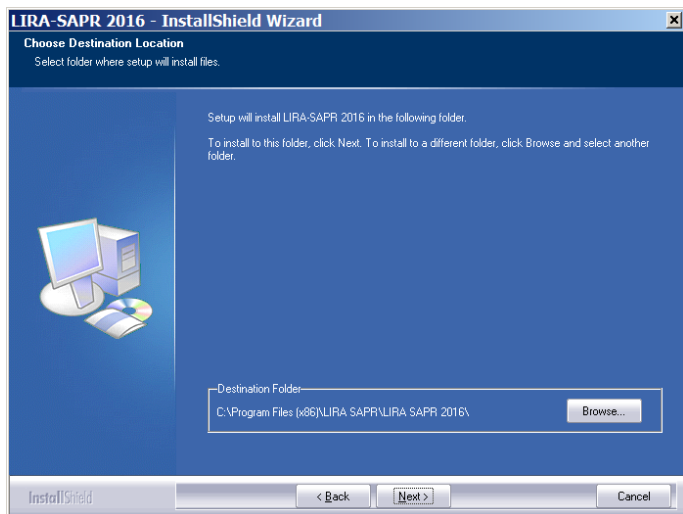 LIRA-SAPR 2016 - InstallShield Wizard
Choose Destination Location
Select folder where setup will install files.
Setup will install LIRA-SAPR 2016 in the following folder.
To install to this folder, click Next. To install to a different folder, click Browse and select another
folder.
Destination Folder
C:\Program Files (x86)\LIRA SAPR\LIRA SAPR 2016\
Browse...
InstallShield
< Back
Next >
Cancel